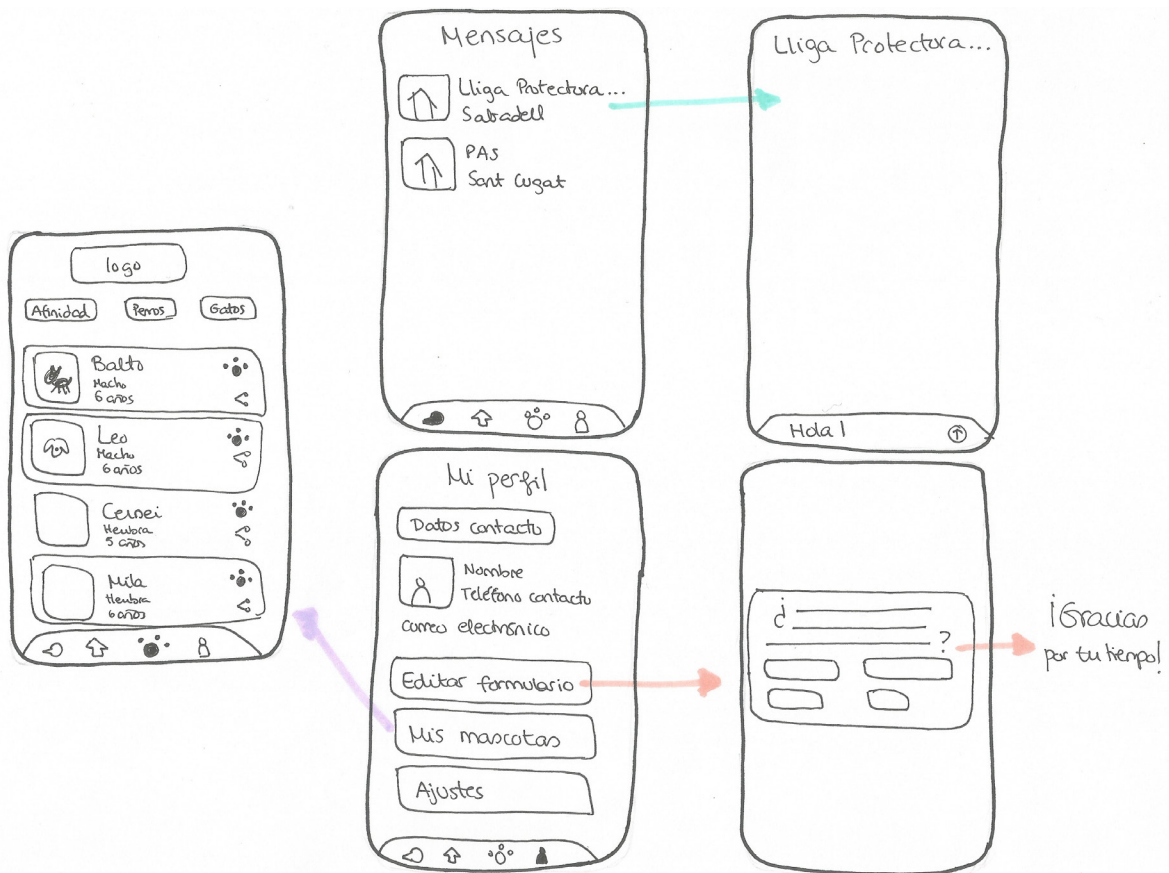 Mensajes
Lliga Protectora...
Sabadell
PAS
Sant Cugat
Lliga Protectora...
Hola!
logo
Afinidad
Perros
Gatos
Balto
Macho
6 años
Leo
Macho
6 años
Cersei
Hembra
5 años
Mila
Hembra
6 años
Mi perfil
Datos contacto
Nombre
Teléfono contacto
correo electrónico
Editar formulario
Mis mascotas
Ajustes
¿
?
¡Gracias
por tu tiempo!